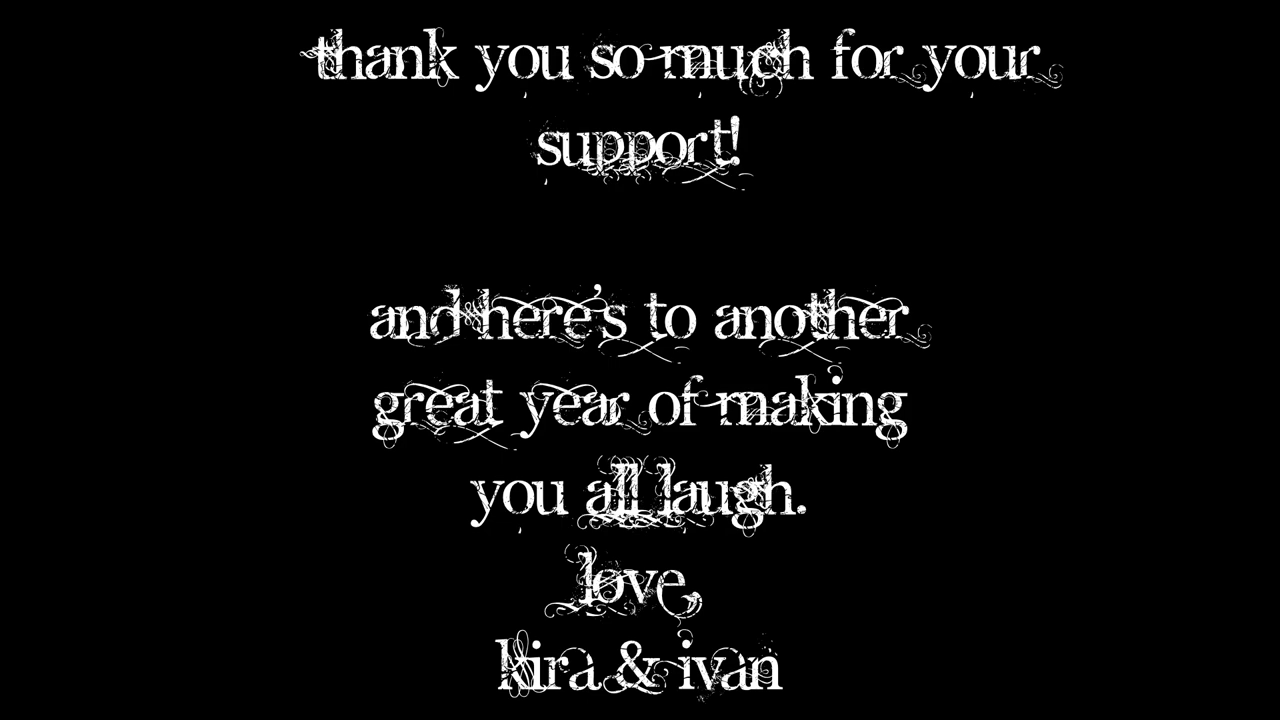 thank you so much for your
support!
and here's to another
great year of making
you all laugh.
love,
kira & ivan